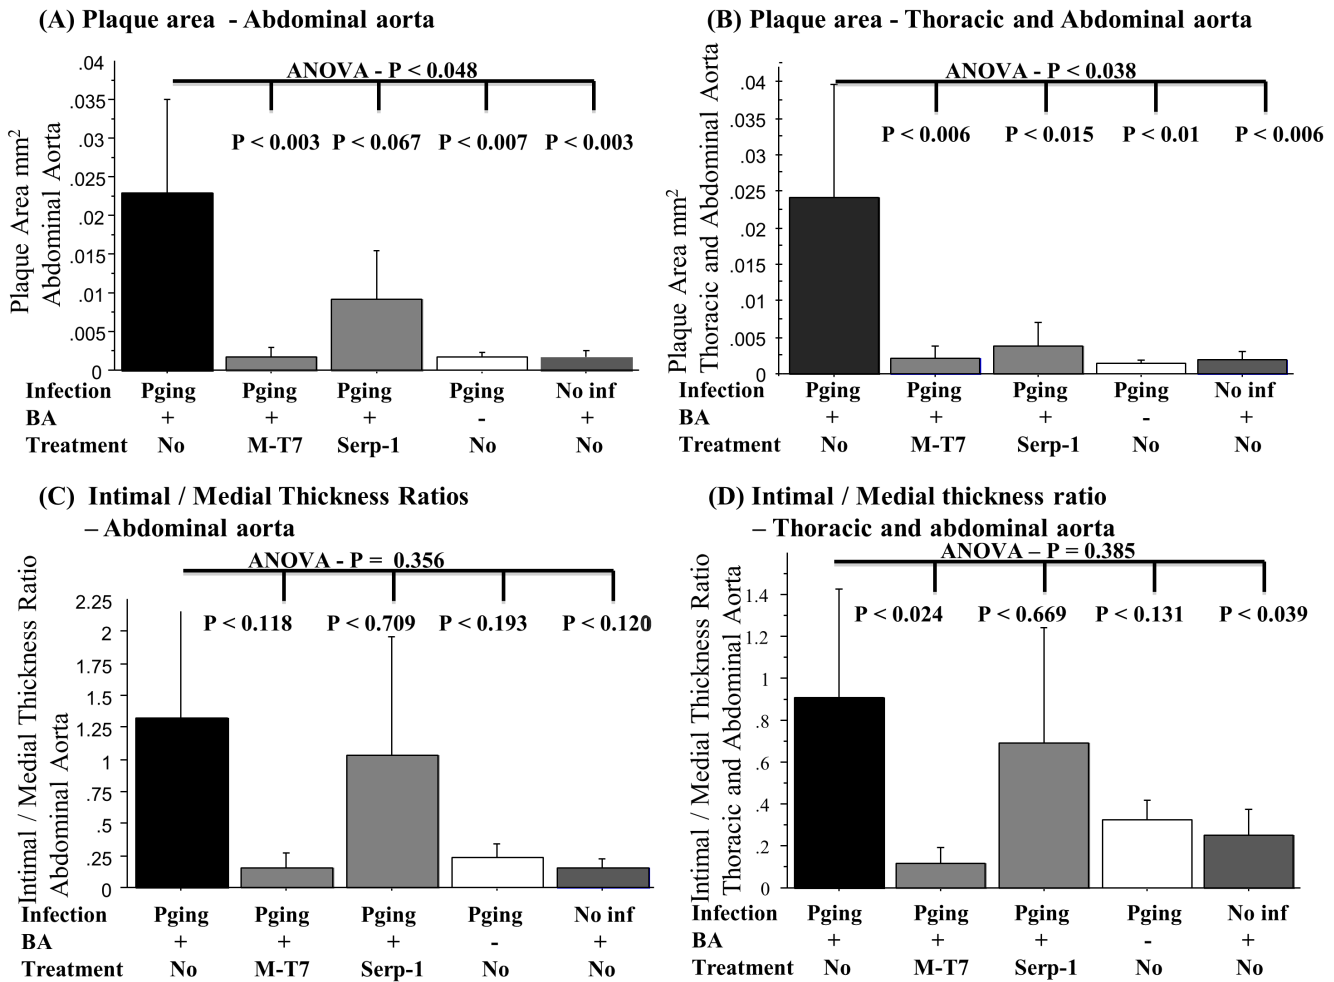 (A) Plaque area - Abdominal aorta
ANOVA - P < 0.048
P < 0.003 P < 0.067 P < 0.007 P < 0.003
Plaque Area mm²
Abdominal Aorta
.04
.035
.03
.025
.02
.015
.01
.005
0
Infection Pging Pging Pging Pging No inf
BA + + + - +
Treatment No M-T7 Serp-1 No No
(B) Plaque area - Thoracic and Abdominal aorta
ANOVA - P < 0.038
P < 0.006 P < 0.015 P < 0.01 P < 0.006
Plaque Area mm²
Thoracic and Abdominal Aorta
.04
.035
.03
.025
.02
.015
.01
.005
0
Infection Pging Pging Pging Pging No inf
BA + + + - +
Treatment No M-T7 Serp-1 No No
(C) Intimal / Medial Thickness Ratios
– Abdominal aorta
ANOVA - P = 0.356
P < 0.118 P < 0.709 P < 0.193 P < 0.120
Intimal / Medial Thickness Ratio
Abdominal Aorta
2.25
2
1.75
1.5
1.25
1
.75
.5
.25
0
Infection Pging Pging Pging Pging No inf
BA + + + - +
Treatment No M-T7 Serp-1 No No
(D) Intimal / Medial thickness ratio
– Thoracic and abdominal aorta
ANOVA – P = 0.385
P < 0.024 P < 0.669 P < 0.131 P < 0.039
Intimal / Medial Thickness Ratio
Thoracic and Abdominal Aorta
1.4
1.2
1
.8
.6
.4
.2
0
Infection Pging Pging Pging Pging No inf
BA + + + - +
Treatment No M-T7 Serp-1 No No